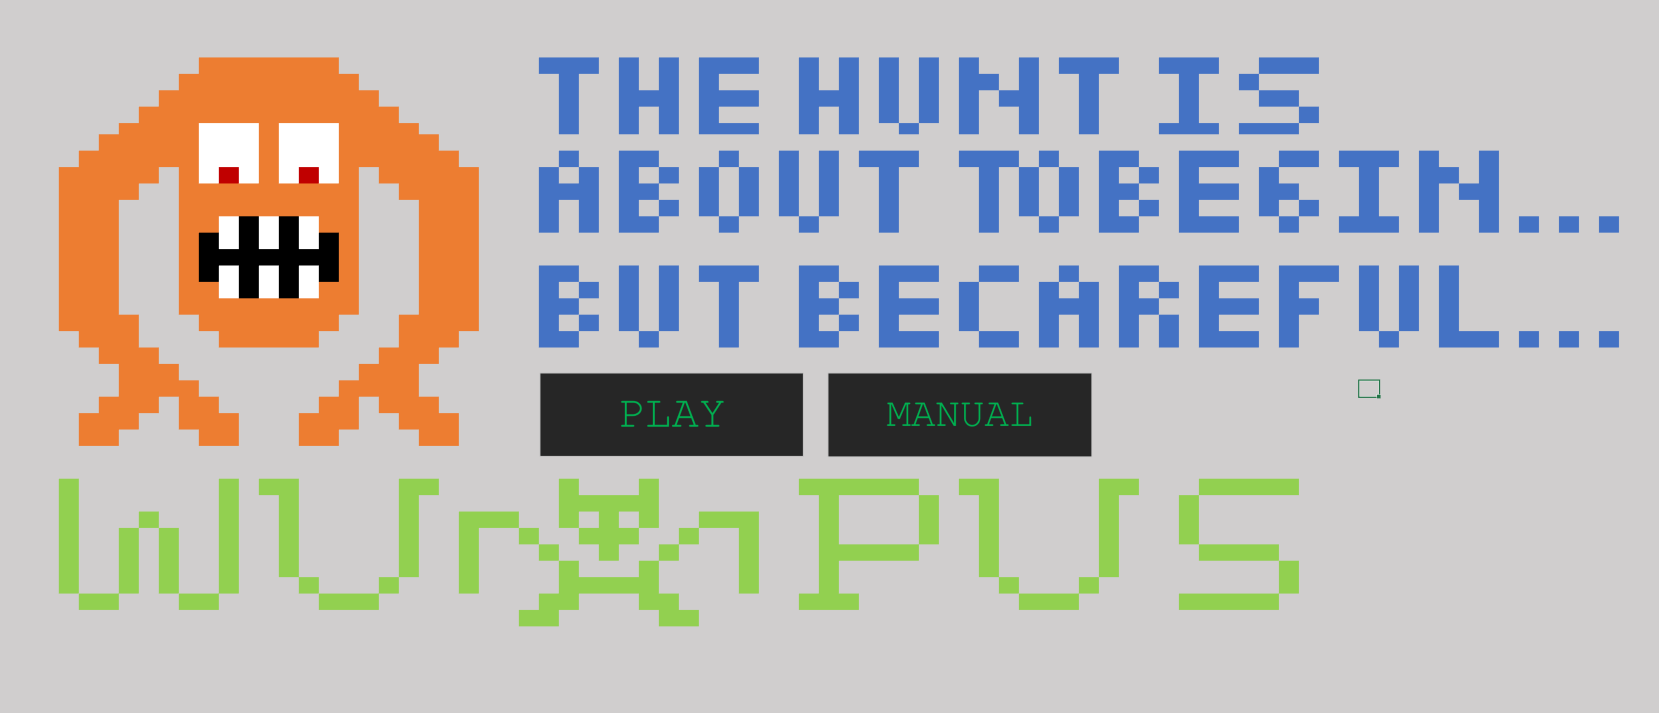 THE HUNT IS
ABOUT TO BEGIN...
BUT BE CAREFUL...
PLAY
MANUAL
WUMPUS